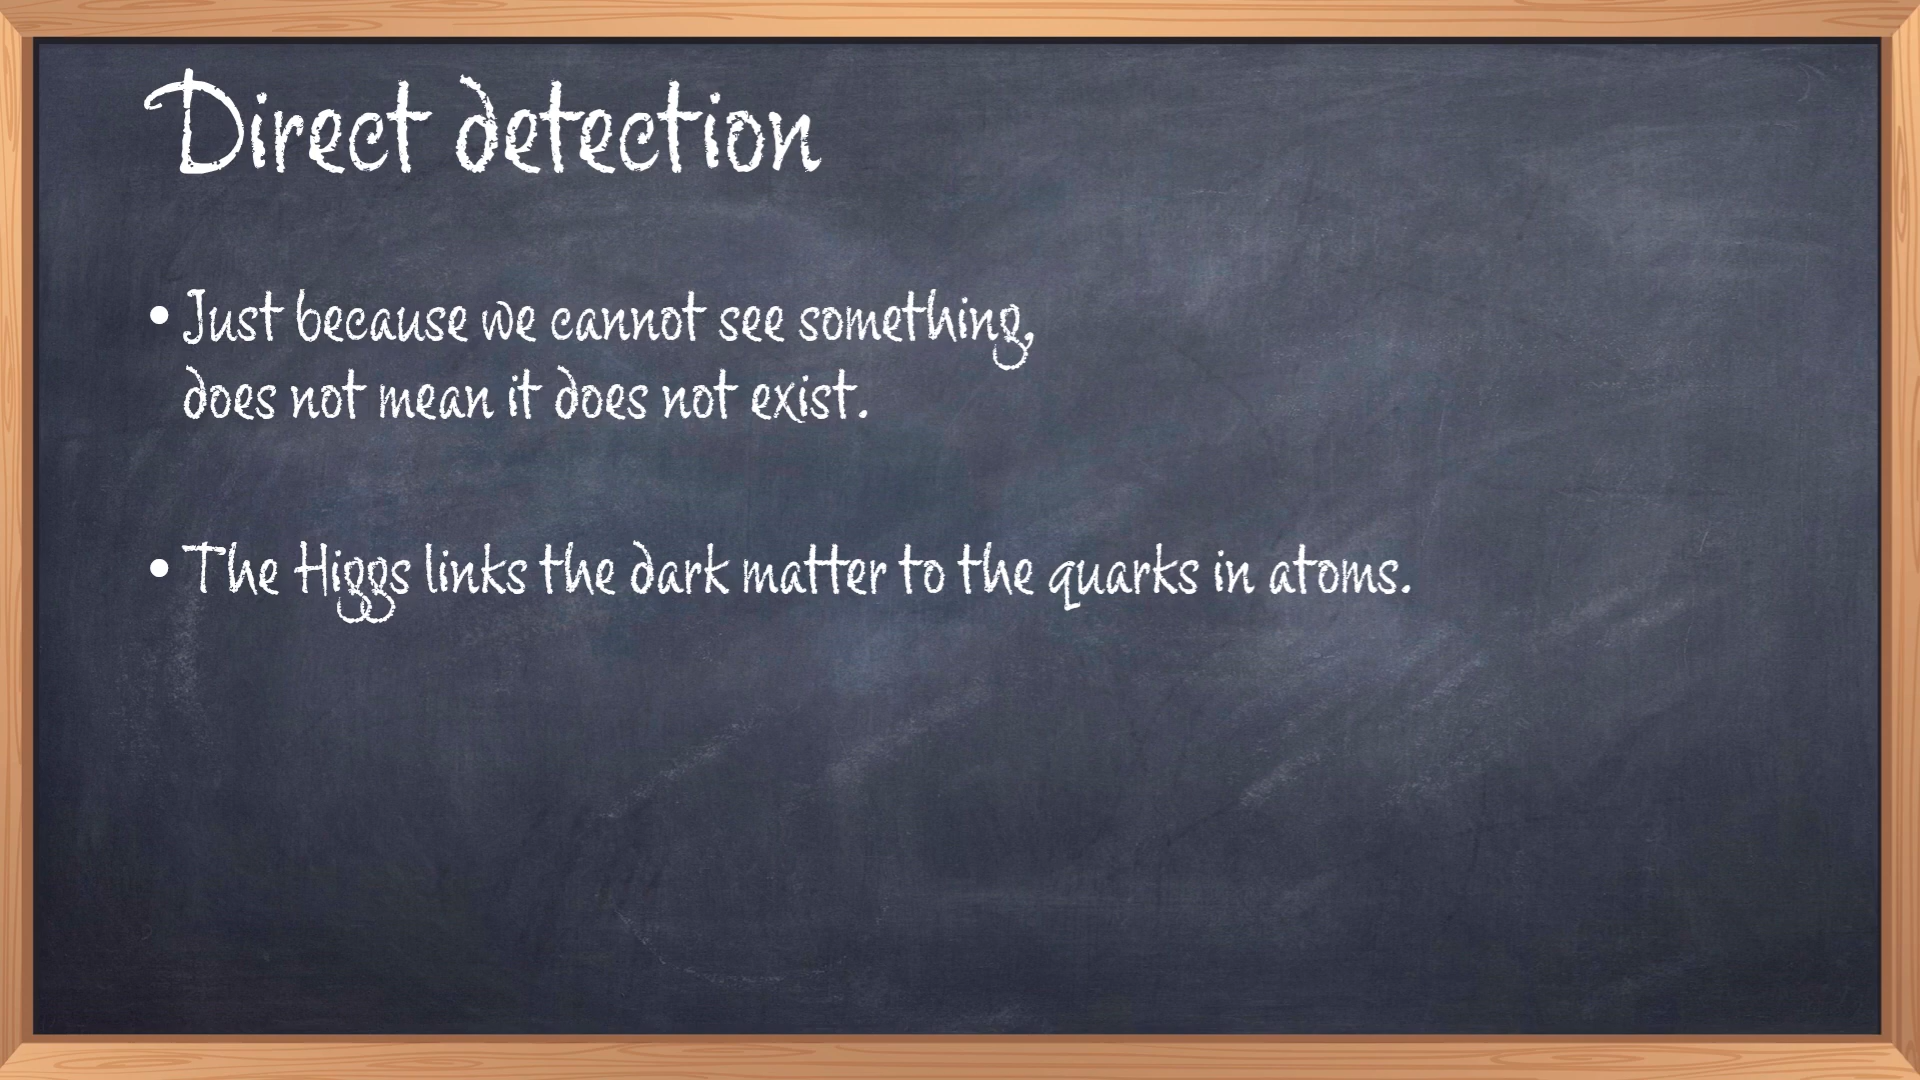 Direct detection
• Just because we cannot see something,
does not mean it does not exist.
• The Higgs links the dark matter to the quarks in atoms.